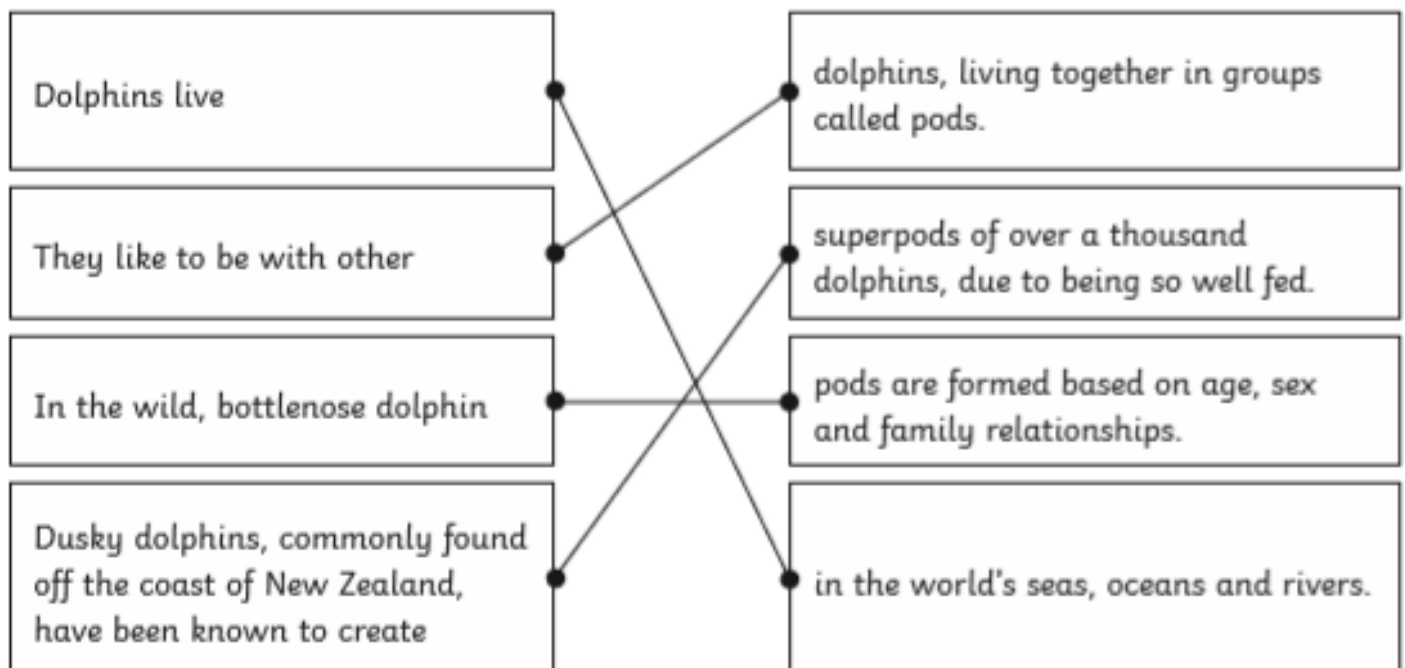 Dolphins live
dolphins, living together in groups
called pods.
They like to be with other
superpods of over a thousand
dolphins, due to being so well fed.
In the wild, bottlenose dolphin
pods are formed based on age, sex
and family relationships.
Dusky dolphins, commonly found
off the coast of New Zealand,
have been known to create
in the world's seas, oceans and rivers.